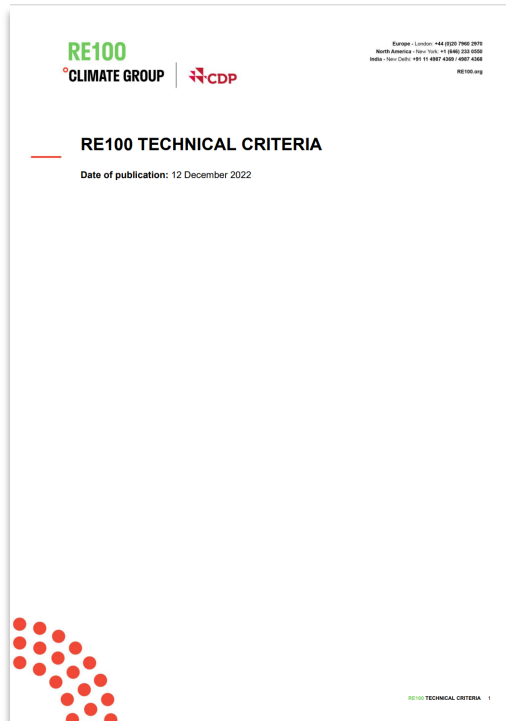 RE100
°CLIMATE GROUP
CDP
Europe - London: +44 (0)20 7960 2970
North America - New York: +1 (646) 233 0550
India - New Delhi: +91 11 4987 4369 / 4987 4368
RE100.org
RE100 TECHNICAL CRITERIA
Date of publication: 12 December 2022
RE100 TECHNICAL CRITERIA 1